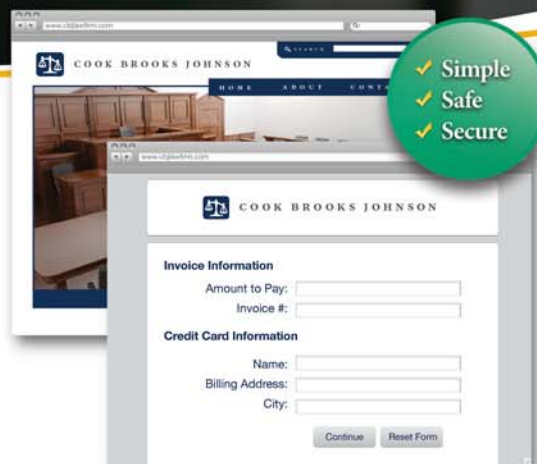 www.cbjlawfirm.com
COOK BROOKS JOHNSON
SEARCH
HOME ABOUT
Simple
Safe
Secure
www.cbjlawfirm.com
COOK BROOKS JOHNSON
Invoice Information
Amount to Pay:
Invoice #:
Credit Card Information
Name:
Billing Address:
City:
Continue Reset Form